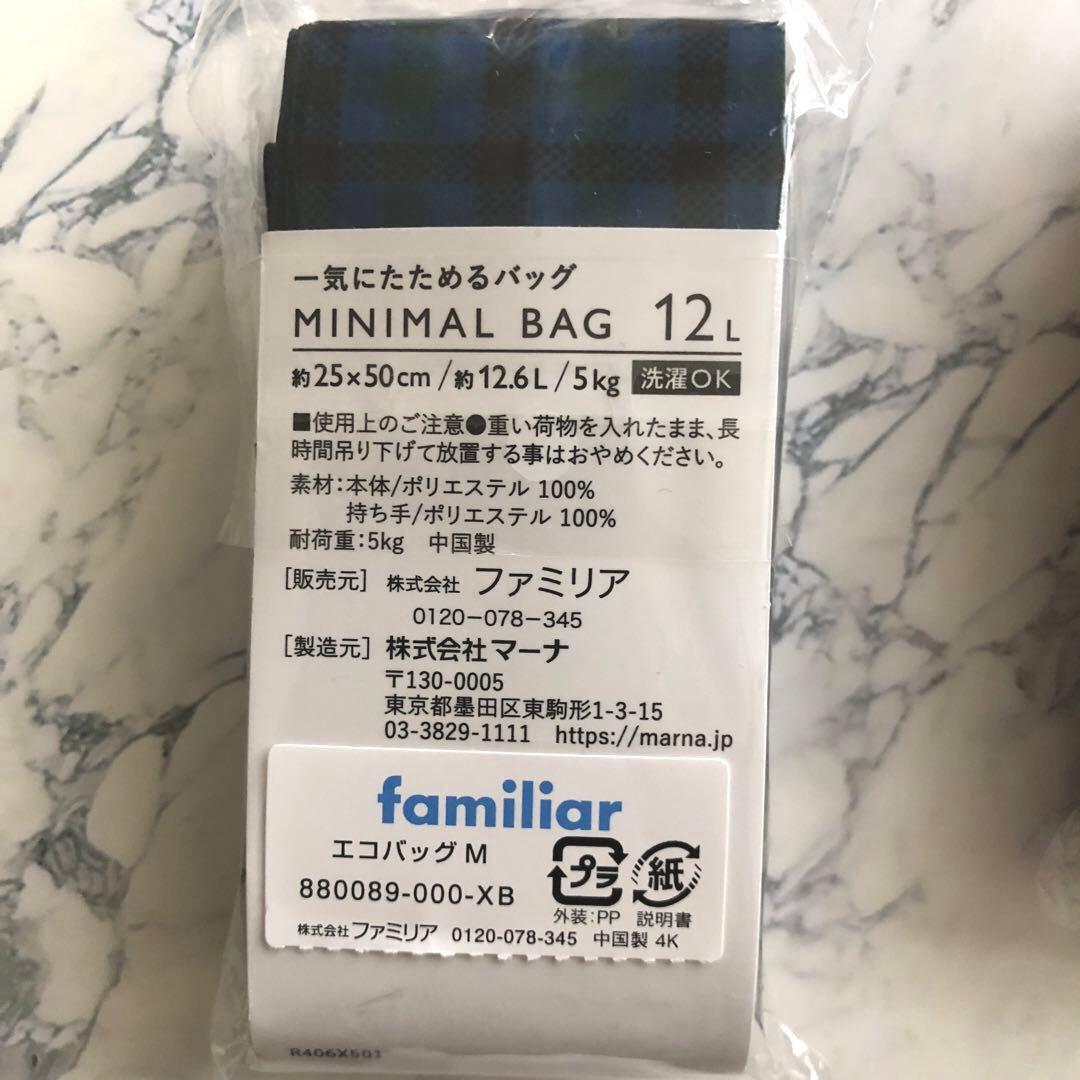 一気にたためるバッグ
MINIMAL BAG 12L
約25×50cm/約12.6L/5kg 洗濯OK
■使用上のご注意●重い荷物を入れたまま、長
時間吊り下げて放置する事はおやめください。
素材:本体/ポリエステル 100%
持ち手/ポリエステル 100%
耐荷重:5kg 中国製
[販売元] 株式会社 ファミリア
0120-078-345
[製造元] 株式会社マーナ
〒130-0005
東京都墨田区東駒形1-3-15
03-3829-1111 https://marna.jp
familiar
エコバッグ M
880089-000-XB
プラ 紙
外装:PP 説明書
株式会社 ファミリア 0120-078-345 中国製 4K
R406X501